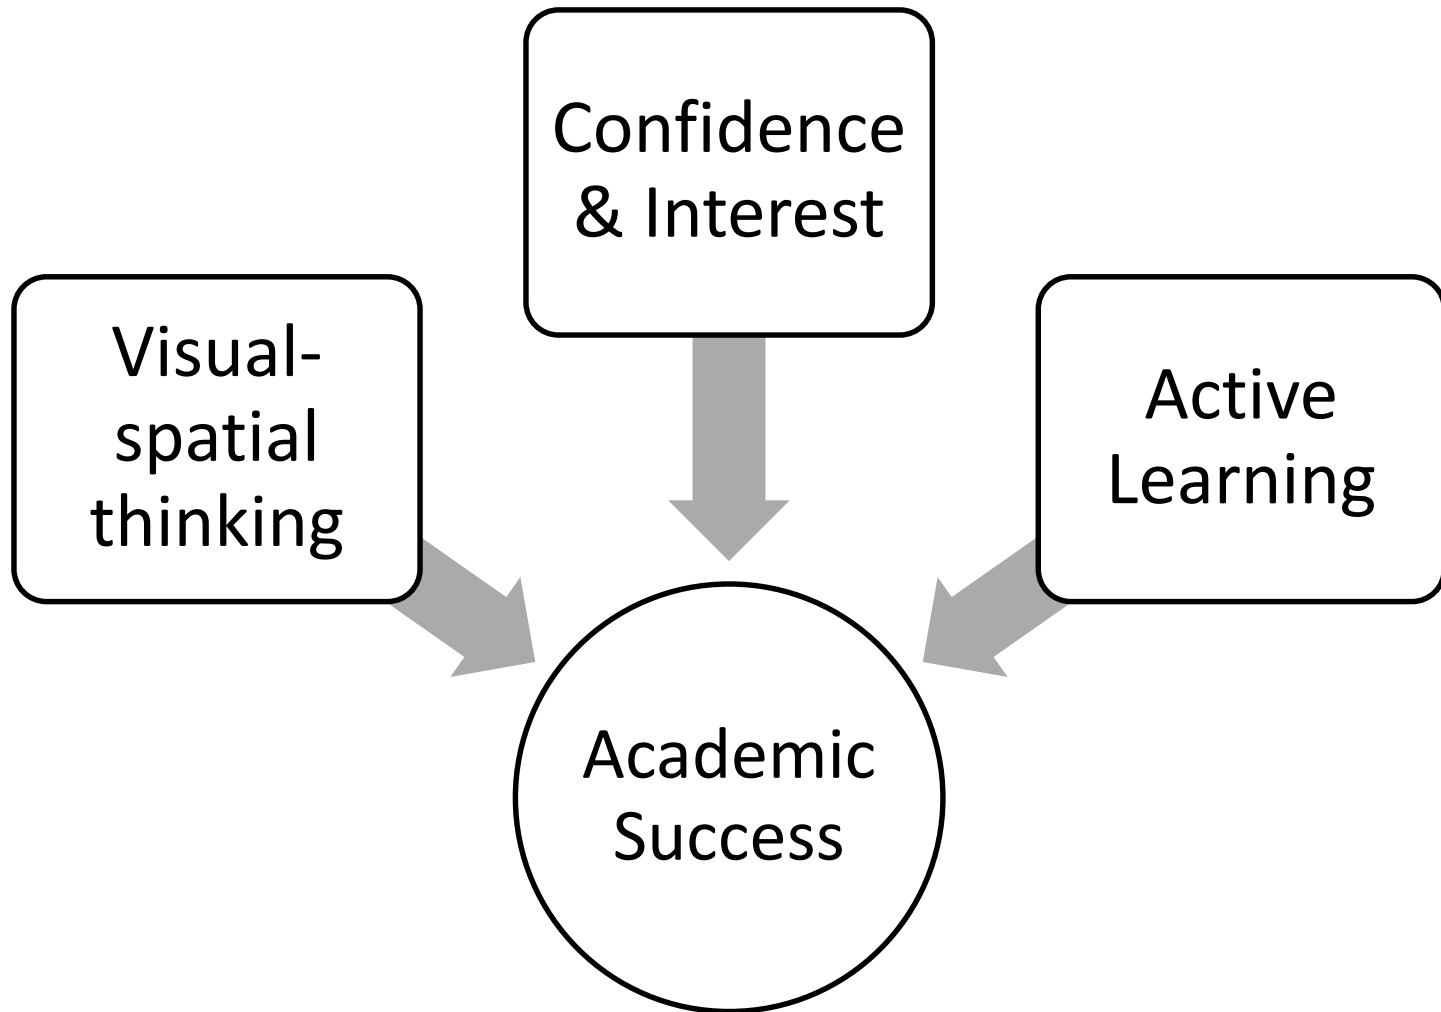 Confidence
& Interest
Visual-
spatial
thinking
Active
Learning
Academic
Success